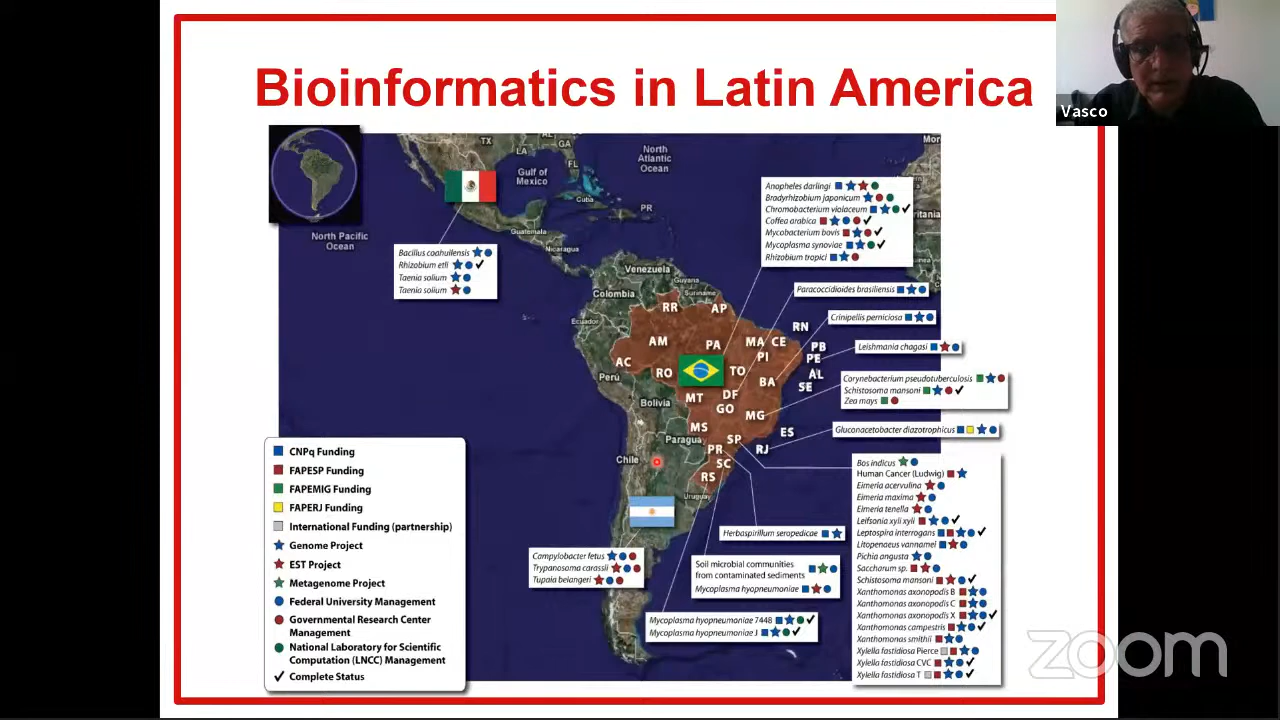 Bioinformatics in Latin America
Vasco
TX
LA
AL
GA
FL
North
Atlantic
Ocean
Mor
Gulf of
Mexico
Cuba
PR
North Pacific
Ocean
Guatemala
Nicaragua
itania
Bacillus coahuilensis
Rhizobium etli
Taenia solium
Taenia solium
Anopheles darlingi
Bradyrhizobium japonicum
Chromobacterium violaceum
Coffea arabica
Mycobacterium bovis
Mycoplasma synoviae
Rhizobium tropici
Venezuela
Guyana
Suriname
Colombia
Ecuador
Perú
Bolivia
Paragua
Chile
Uruguay
RR
AP
AM
PA
MA
CE
RN
PB
PE
AL
SE
PI
AC
RO
TO
BA
MT
DF
GO
MG
MS
ES
SP
RJ
PR
SC
RS
Paracoccidioides brasiliensis
Crinipellis perniciosa
Leishmania chagasi
Corynebacterium pseudotuberculosis
Schistosoma mansoni
Zea mays
Gluconacetobacter diazotrophicus
Bos indicus
Human Cancer (Ludwig)
Eimeria acervulina
Eimeria maxima
Eimeria tenella
Leifsonia xyli xyli
Leptospira interrogans
Litopenaeus vannamei
Pichia angusta
Saccharum sp.
Schistosoma mansoni
Xanthomonas axonopodis B
Xanthomonas axonopodis C
Xanthomonas axonopodis X
Xanthomonas campestris
Xanthomonas smithii
Xylella fastidiosa Pierce
Xylella fastidiosa CVC
Xylella fastidiosa T
Herbaspirillum seropedicae
Soil microbial communities
from contaminated sediments
Mycoplasma hyopneumoniae
Mycoplasma hyopneumoniae 7448
Mycoplasma hyopneumoniae J
Campylobacter fetus
Trypanosoma carassii
Tupaia belangeri
CNPq Funding
FAPESP Funding
FAPEMIG Funding
FAPERJ Funding
International Funding (partnership)
Genome Project
EST Project
Metagenome Project
Federal University Management
Governmental Research Center
Management
National Laboratory for Scientific
Computation (LNCC) Management
Complete Status
zoom